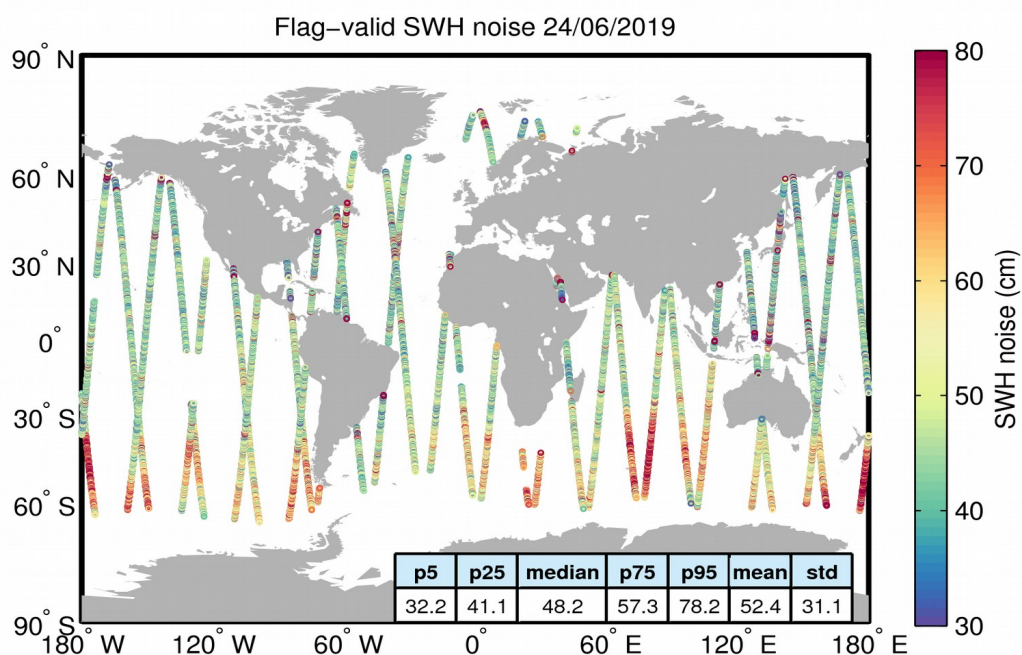 Flag−valid SWH noise 24/06/2019
90° N
60° N
30° N
0°
30° S
60° S
90° S
180° W
120° W
60° W
0°
60° E
120° E
180° E
80
70
60
50
40
30
SWH noise (cm)
p5 p25 median p75 p95 mean std
32.2 41.1 48.2 57.3 78.2 52.4 31.1